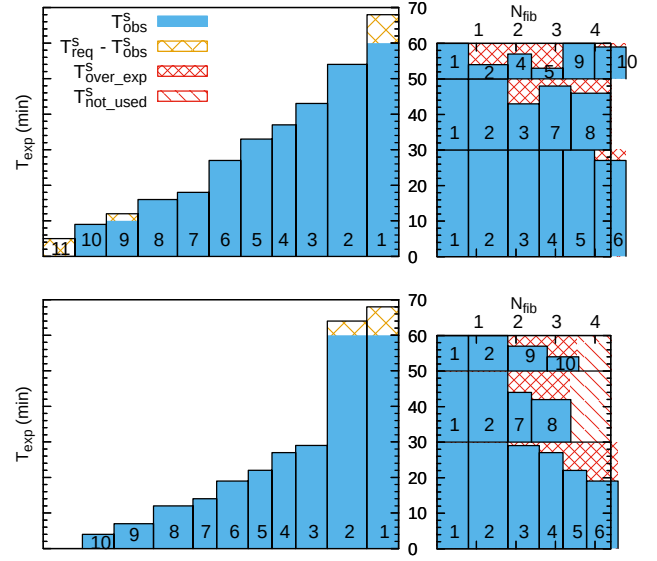 T^s_obs
T^s_req - T^s_obs
T^s_over_exp
T^s_not_used
T_exp (min)
11 10 9 8 7 6 5 4 3 2 1
70
60
50
40
30
20
10
0
N_fib
1 2 3 4
1 2 4 5 9 10
1 2 3 7 8
1 2 3 4 5 6
T_exp (min)
10 9 8 7 6 5 4 3 2 1
70
60
50
40
30
20
10
0
N_fib
1 2 3 4
1 2 9 10
1 2 7 8
1 2 3 4 5 6